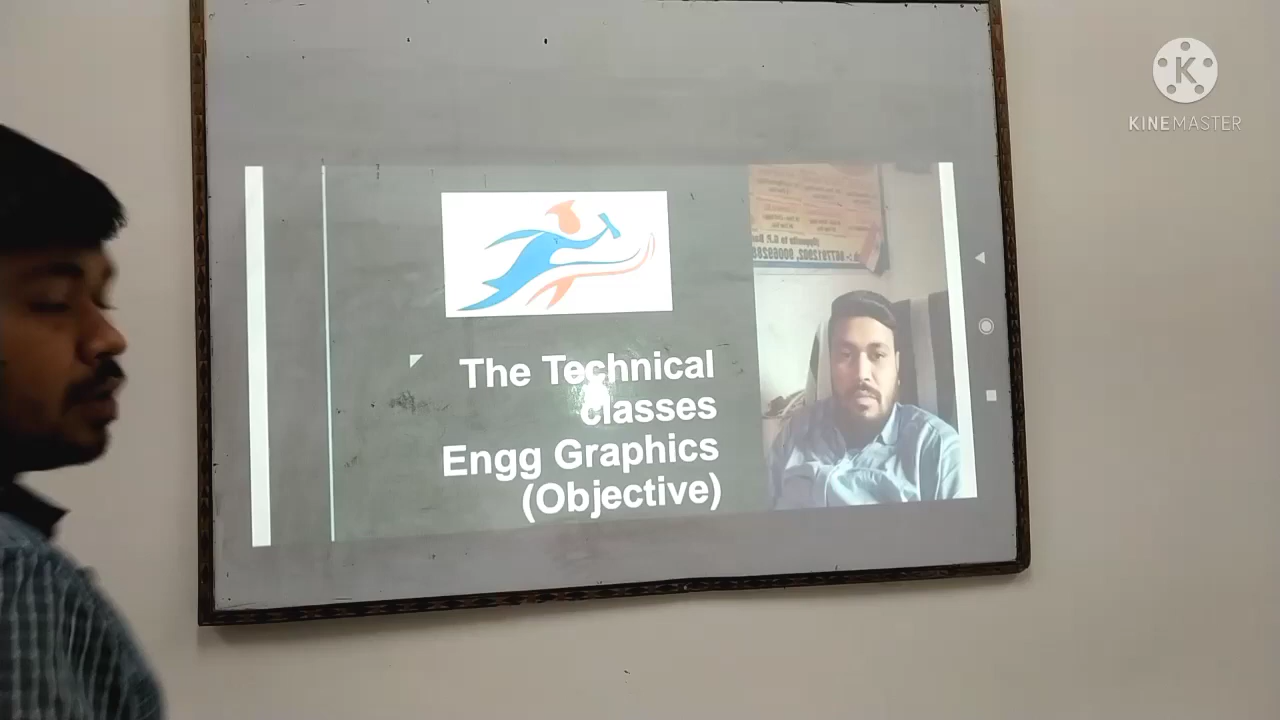 KINEMASTER
The Technical
classes
Engg Graphics
(Objective)